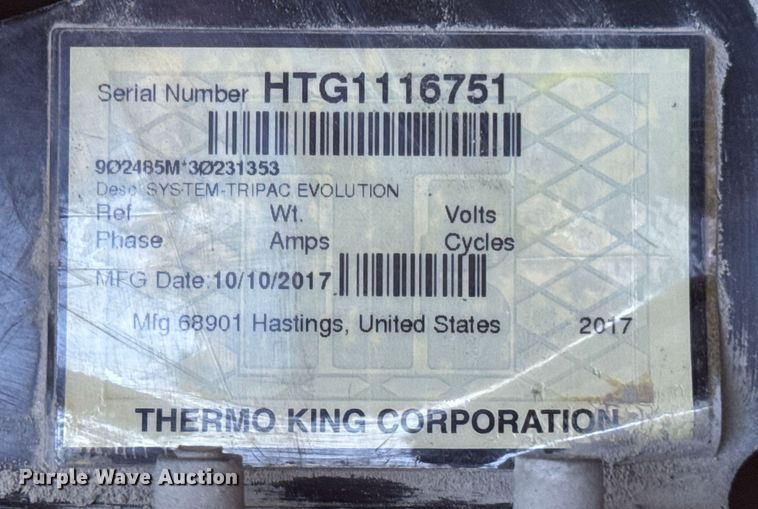 Serial Number HTG1116751
9Ø2485M*3Ø231353
Desc SYSTEM-TRIPAC EVOLUTION
Ref Wt. Volts
Phase Amps Cycles
MFG Date:10/10/2017
Mfg 68901 Hastings, United States 2017
THERMO KING CORPORATION
Purple Wave Auction